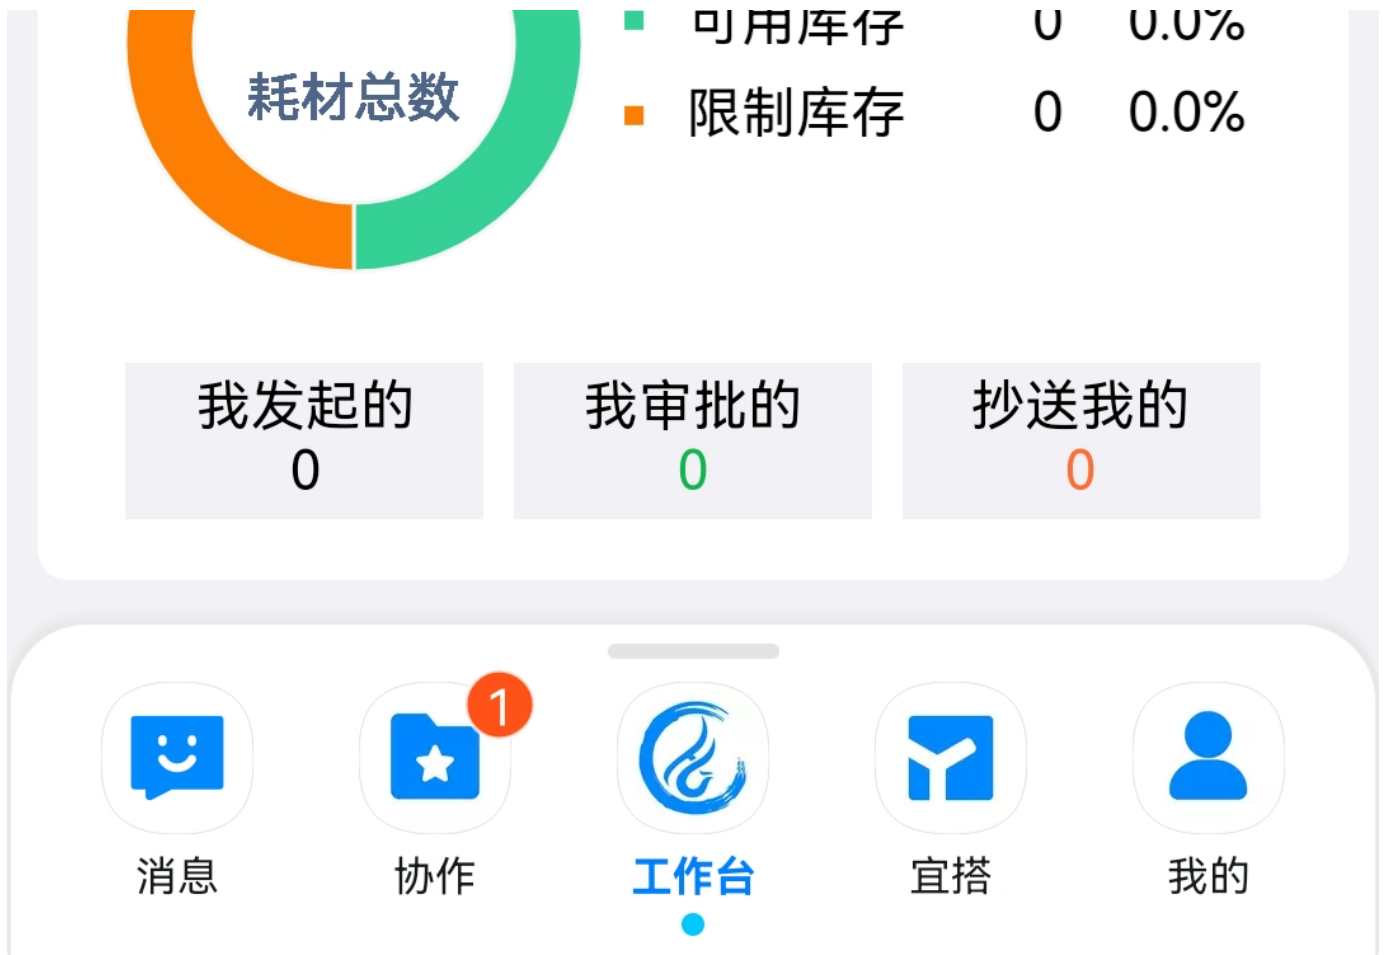 可用库存 0 0.0%
耗材总数
限制库存 0 0.0%
我发起的 我审批的 抄送我的
0 0 0
1
消息 协作 工作台 宜搭 我的